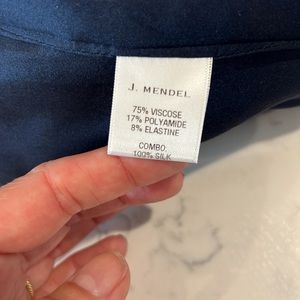 J. MENDEL
75% VISCOSE
17% POLYAMIDE
8% ELASTINE
COMBO:
100% SILK